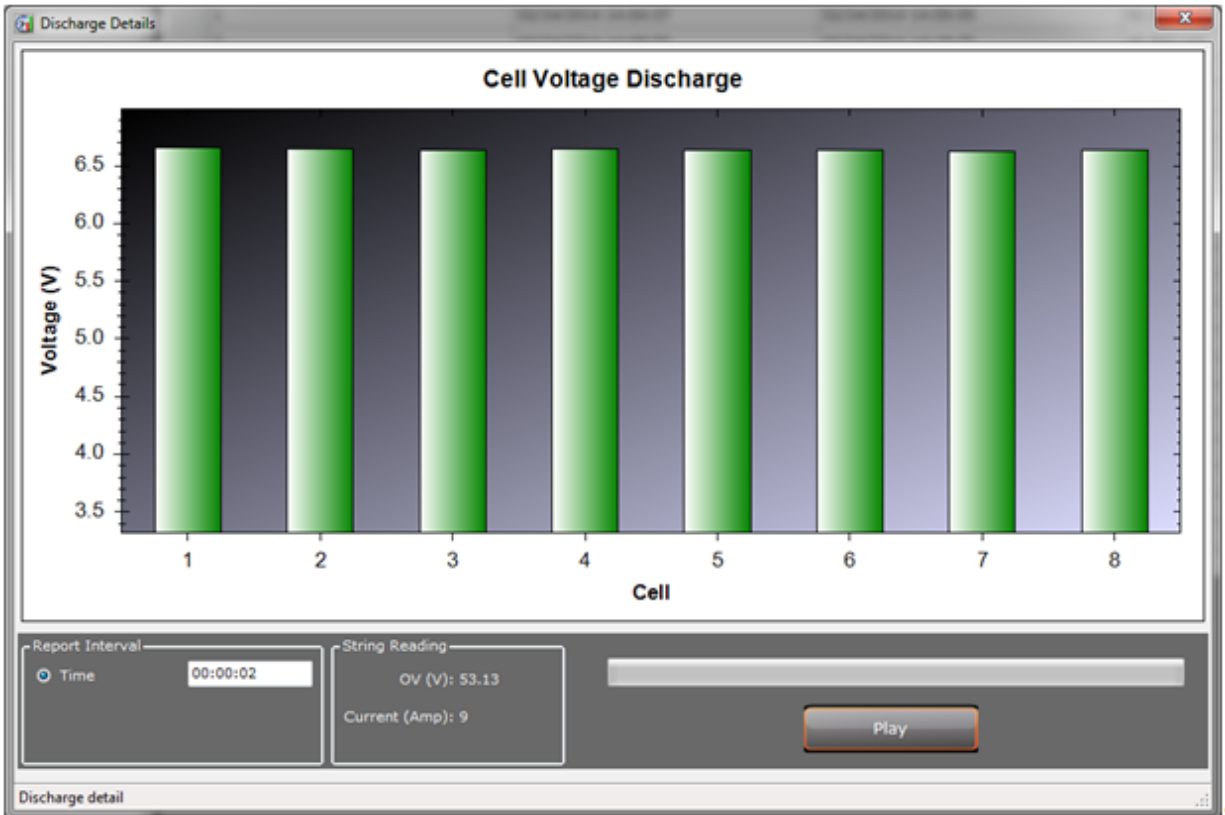 Discharge Details
Cell Voltage Discharge
6.5
6.0
5.5
5.0
4.5
4.0
3.5
Voltage (V)
1 2 3 4 5 6 7 8
Cell
Report Interval
Time 00:00:02
String Reading
OV (V): 53.13
Current (Amp): 9
Play
Discharge detail